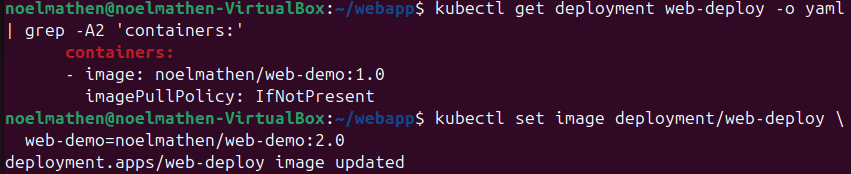 noelmathen@noelmathen-VirtualBox:~/webapp$ kubectl get deployment web-deploy -o yaml
| grep -A2 'containers:'
      containers:
      - image: noelmathen/web-demo:1.0
        imagePullPolicy: IfNotPresent
noelmathen@noelmathen-VirtualBox:~/webapp$ kubectl set image deployment/web-deploy \
  web-demo=noelmathen/web-demo:2.0
deployment.apps/web-deploy image updated